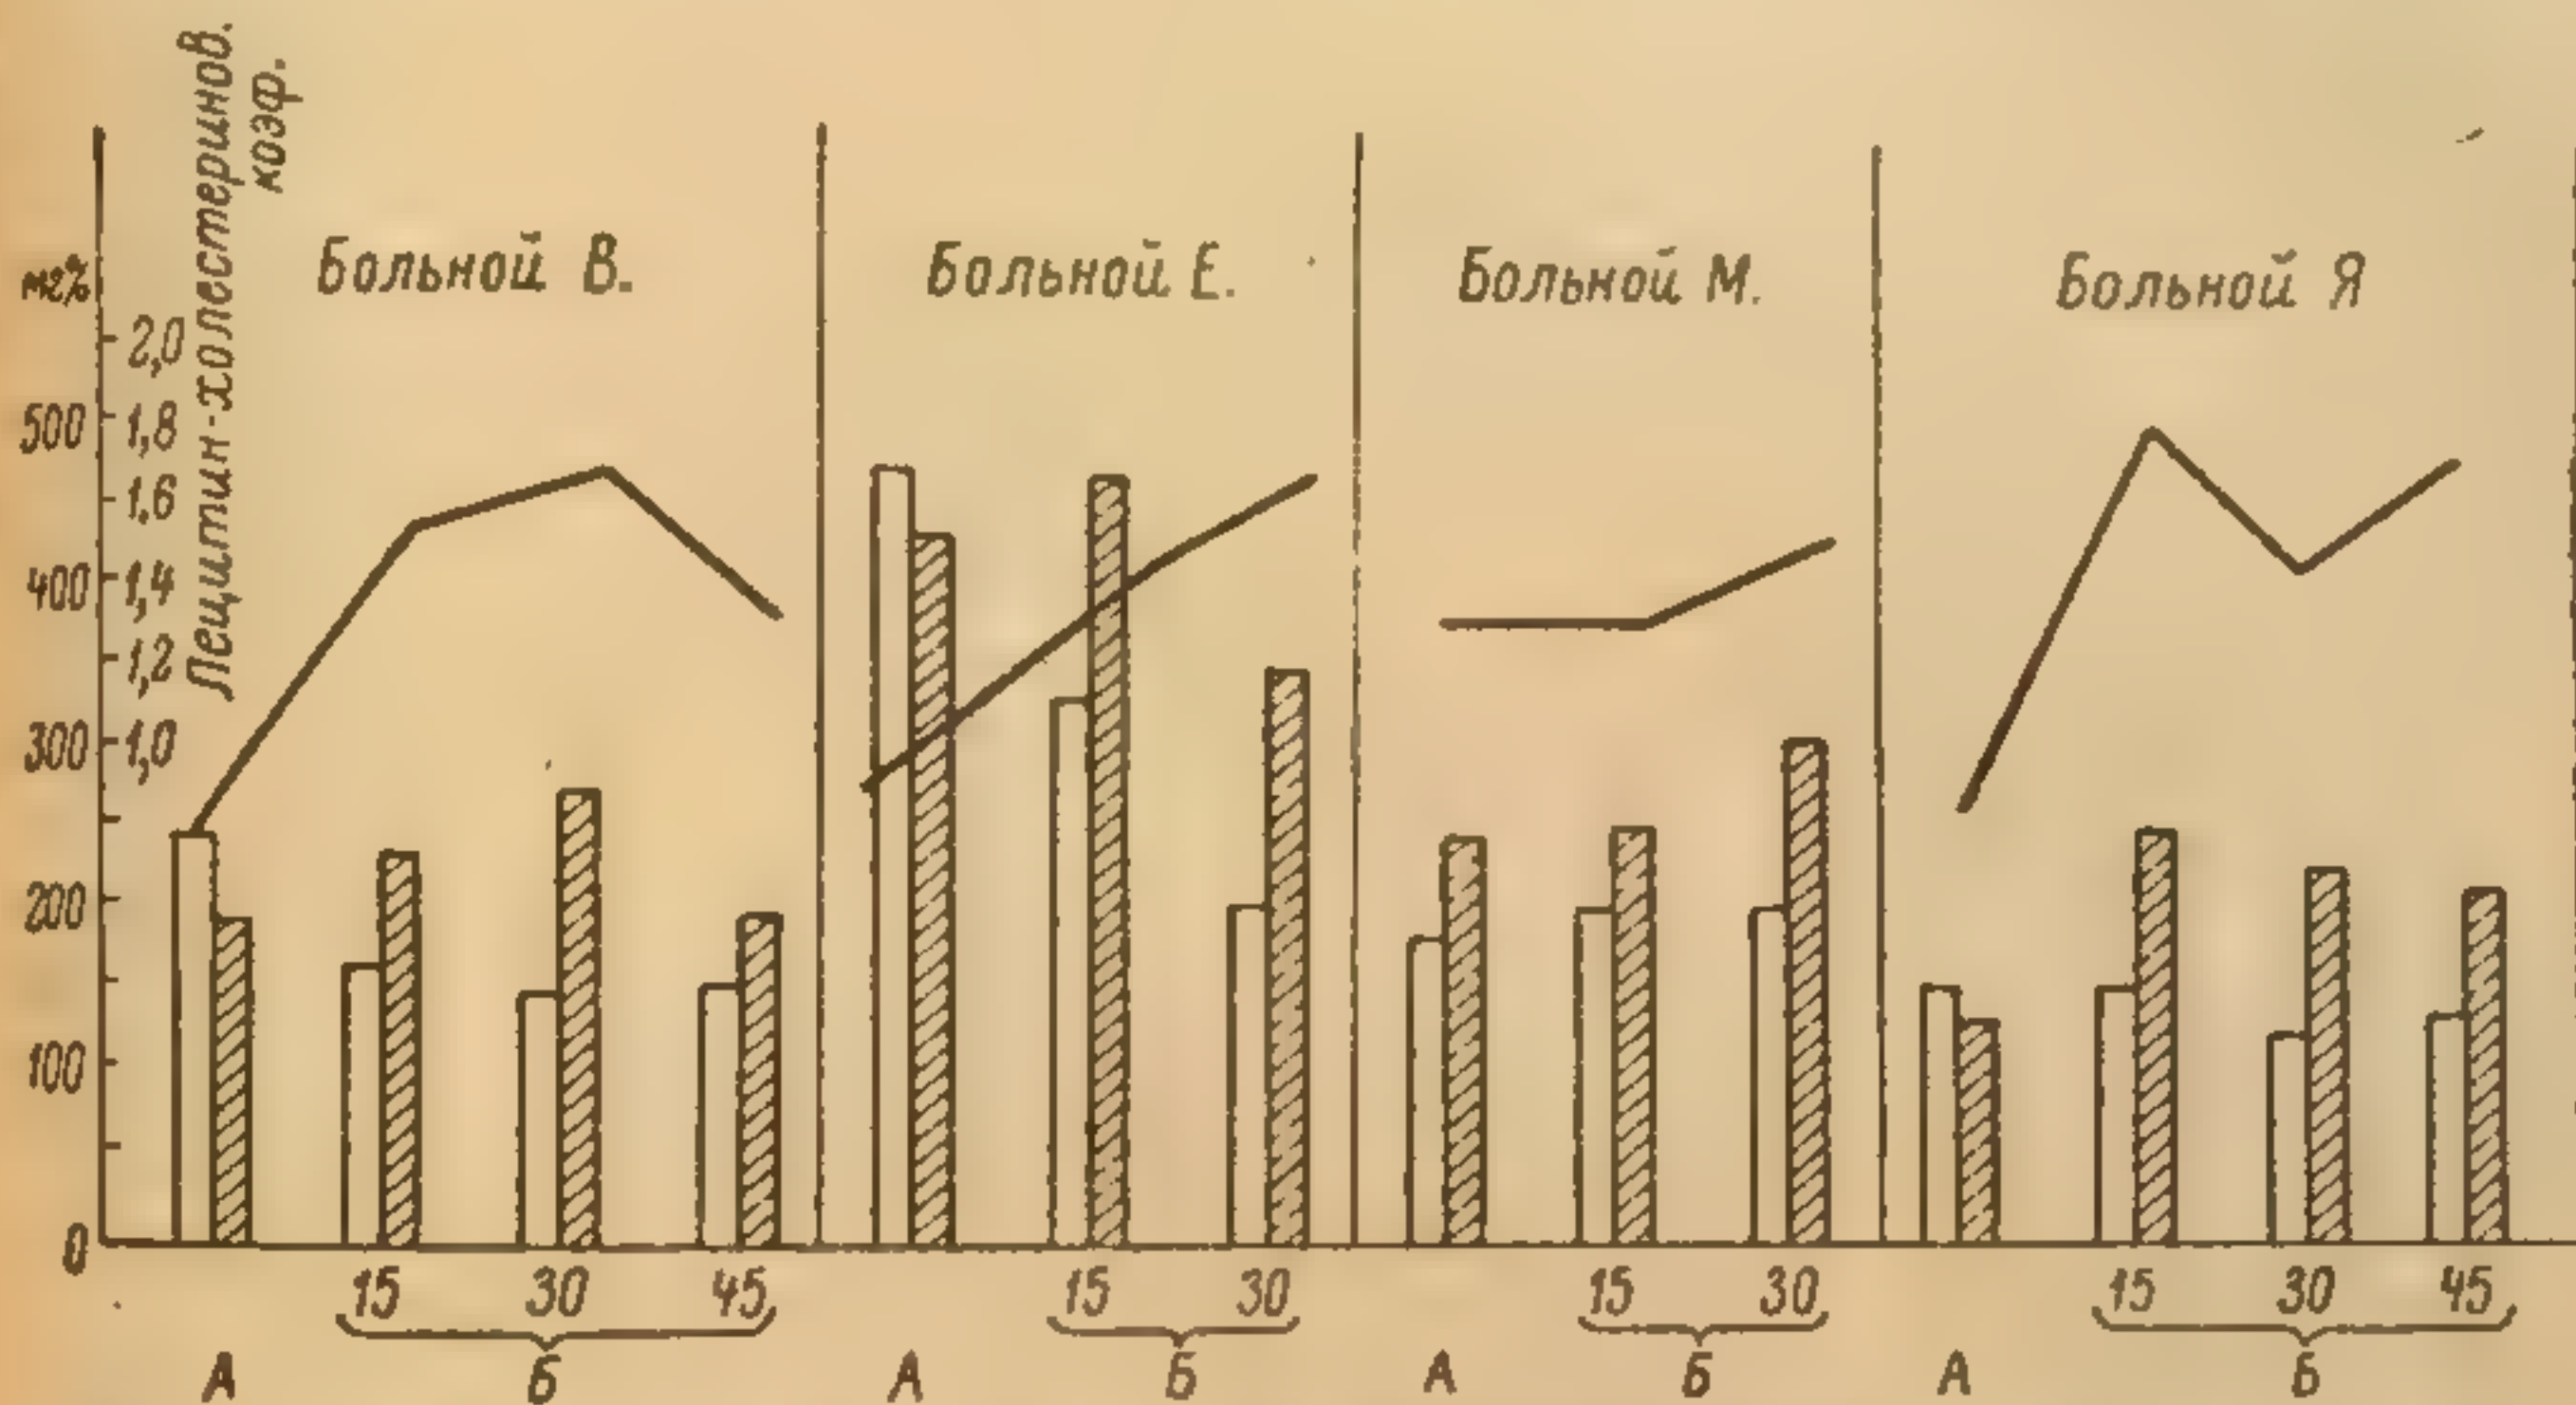 Лецитин-холестеринов.
коэф.
Больной В.
Больной Е.
Больной М.
Больной Я
мг%
2,0
500 1,8
1,6
400 1,4
1,2
300 1,0
200
100
0
15 30 45 15 30 15 30 15 30 45
А Б А Б А Б А Б